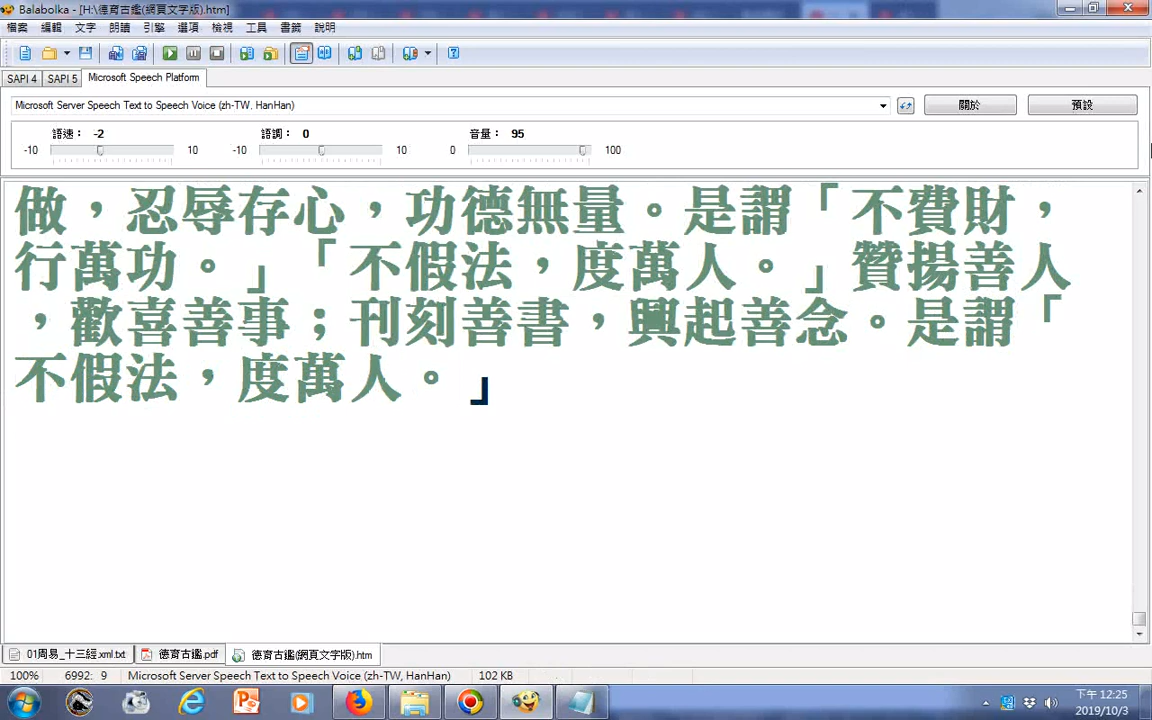 Balabolka - [H:\德育古鑑(網頁文字版).htm]
檔案 編輯 文字 朗讀 引擎 選項 檢視 工具 書籤 說明
SAPI 4 SAPI 5 Microsoft Speech Platform
Microsoft Server Speech Text to Speech Voice (zh-TW, HanHan) 關於 預設
語速： -2 語調： 0 音量： 95
-10 10 -10 10 0 100
做，忍辱存心，功德無量。是謂「不費財，
行萬功。」「不假法，度萬人。」贊揚善人
，歡喜善事；刊刻善書，興起善念。是謂「
不假法，度萬人。」
01周易_十三經.xml.txt 德育古鑑.pdf 德育古鑑(網頁文字版).htm
100% 6992: 9 Microsoft Server Speech Text to Speech Voice (zh-TW, HanHan) 102 KB
下午 12:25
2019/10/3